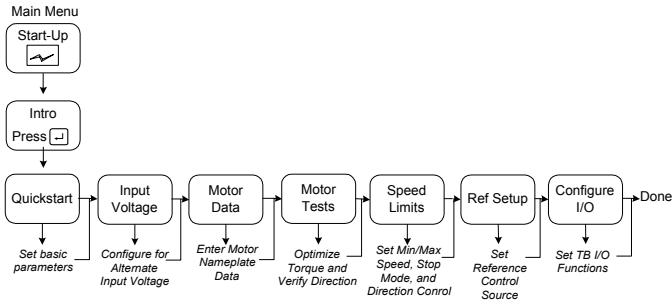 Main Menu
Start-Up
Intro
Press
Quickstart
Input
Voltage
Motor
Data
Motor
Tests
Speed
Limits
Ref Setup
Configure
I/O
Done
Set basic
parameters
Configure for
Alternate
Input Voltage
Enter Motor
Nameplate
Data
Optimize
Torque and
Verify Direction
Set Min/Max
Speed, Stop
Mode, and
Direction Conrol
Set
Reference
Control
Source
Set TB I/O
Functions